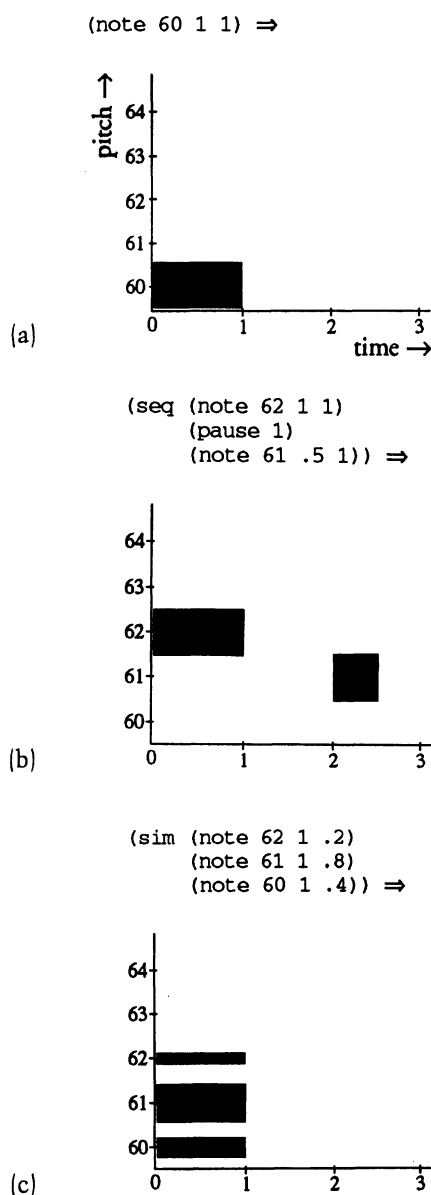 (note 60 1 1) ⇒
pitch →
64
63
62
61
60
0 1 2 3
time →
(a)
(seq (note 62 1 1)
(pause 1)
(note 61 .5 1)) ⇒
64
63
62
61
60
0 1 2 3
(b)
(sim (note 62 1 .2)
(note 61 1 .8)
(note 60 1 .4)) ⇒
64
63
62
61
60
0 1 2 3
(c)